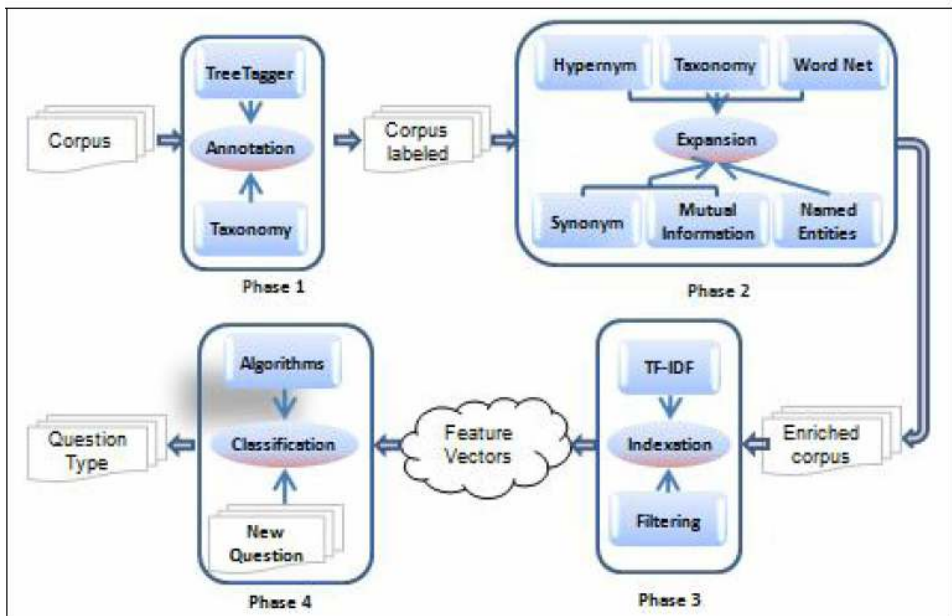 TreeTagger
Corpus
Annotation
Taxonomy
Phase 1
Corpus
labeled
Hypernym
Taxonomy
Word Net
Expansion
Synonym
Mutual
Information
Named
Entities
Phase 2
Enriched
corpus
TF-IDF
Indexation
Filtering
Phase 3
Feature
Vectors
Algorithms
Classification
New
Question
Phase 4
Question
Type